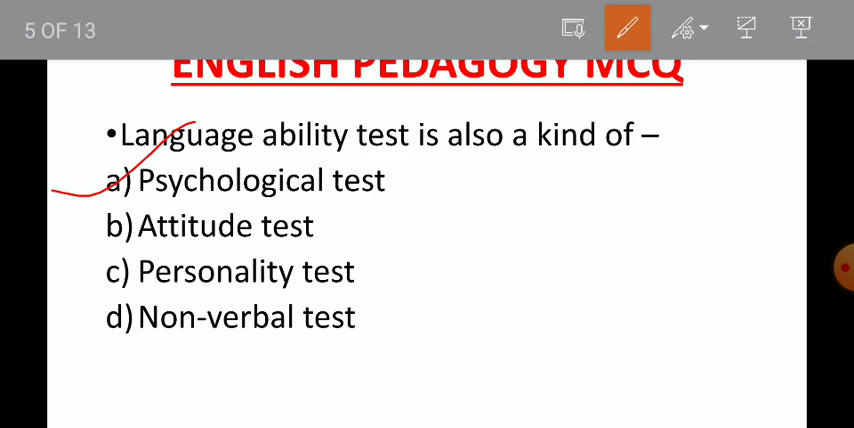 5 OF 13
ENGLISH PEDAGOGY MCQ
•Language ability test is also a kind of –
a) Psychological test
b) Attitude test
c) Personality test
d) Non-verbal test